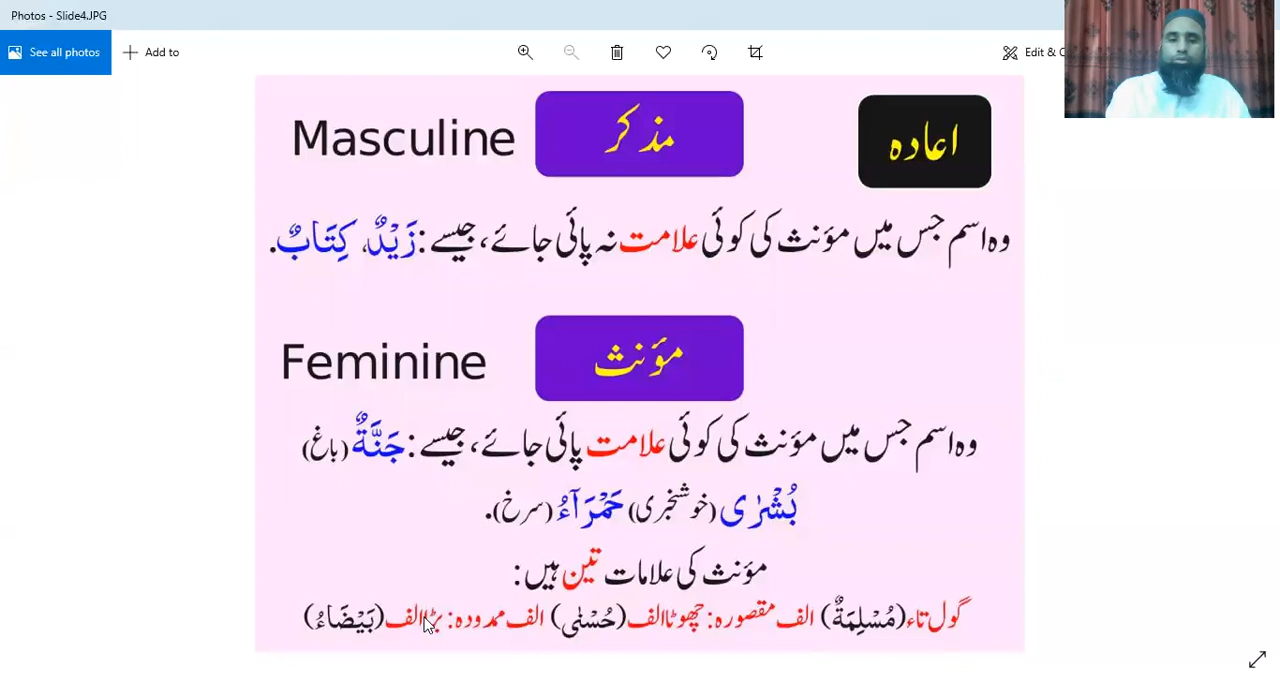 Photos - Slide4.JPG
See all photos
Add to
Edit & C
اعادہ
مذکر
Masculine
وہ اسم جس میں مؤنث کی کوئی علامت نہ پائی جائے، جیسے: زَیْدٌ، کِتَابٌ.
مؤنث
Feminine
وہ اسم جس میں مؤنث کی کوئی علامت پائی جائے، جیسے: جَنَّةٌ (باغ)
بُشْرٰی (خوشخبری) حَمْرَآءُ (سرخ).
مؤنث کی علامات تین ہیں:
گول تاء (مُسْلِمَةٌ) الف مقصورہ: چھوٹا الف (حُسْنٰی) الف ممدودہ: بڑا الف (بَیْضَاءُ)